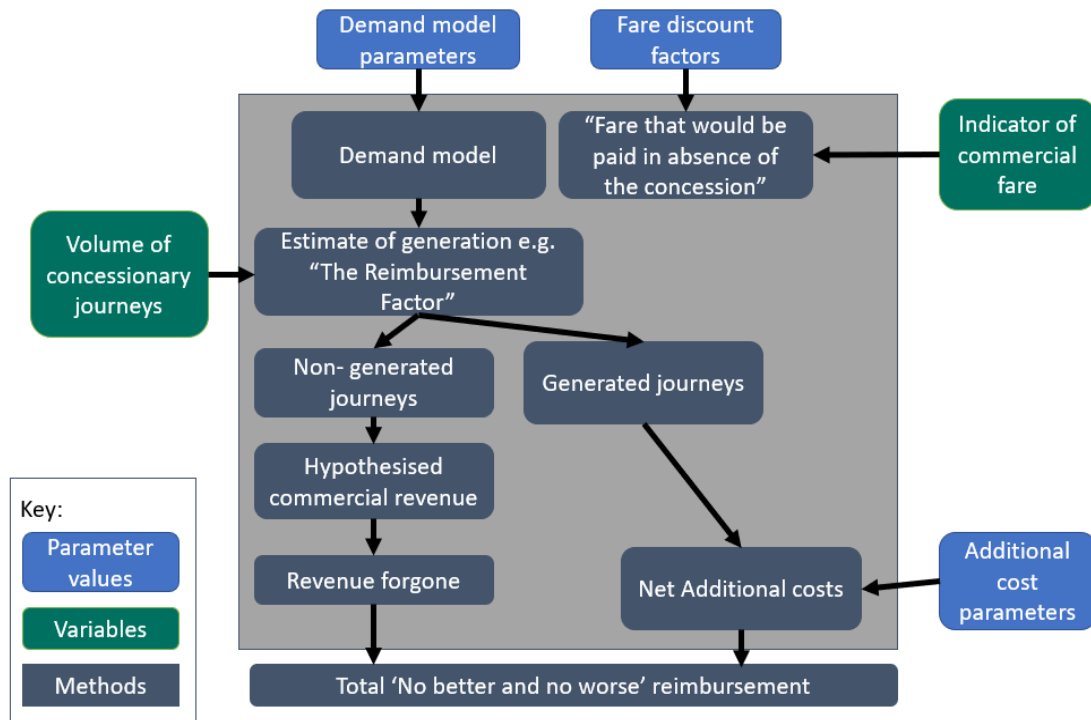 Demand model
parameters
Fare discount
factors
Demand model
“Fare that would be
paid in absence of
the concession”
Indicator of
commercial
fare
Volume of
concessionary
journeys
Estimate of generation e.g.
“The Reimbursement
Factor”
Non- generated
journeys
Generated journeys
Hypothesised
commercial revenue
Revenue forgone
Net Additional costs
Additional
cost
parameters
Total ‘No better and no worse’ reimbursement
Key:
Parameter
values
Variables
Methods